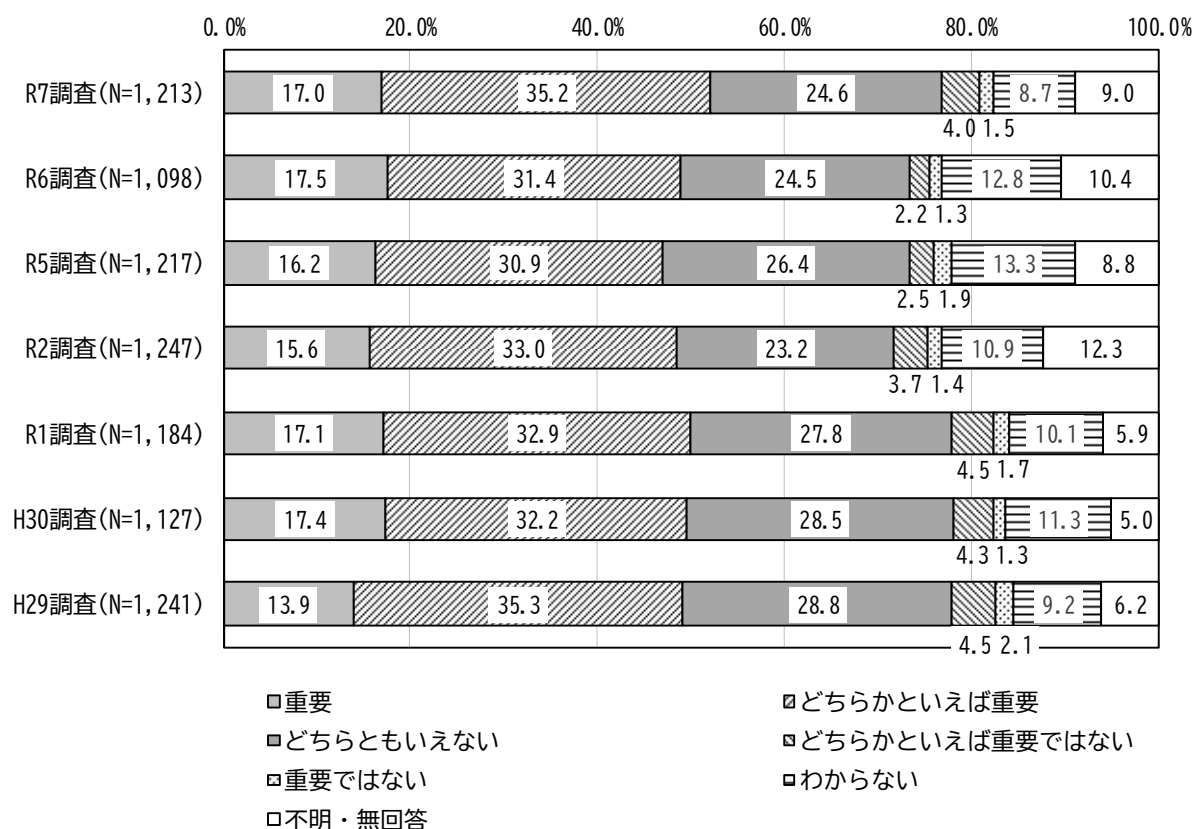 0.0% 20.0% 40.0% 60.0% 80.0% 100.0%
R7調査(N=1,213) 17.0 35.2 24.6 8.7 9.0
4.0 1.5
R6調査(N=1,098) 17.5 31.4 24.5 12.8 10.4
2.2 1.3
R5調査(N=1,217) 16.2 30.9 26.4 13.3 8.8
2.5 1.9
R2調査(N=1,247) 15.6 33.0 23.2 10.9 12.3
3.7 1.4
R1調査(N=1,184) 17.1 32.9 27.8 10.1 5.9
4.5 1.7
H30調査(N=1,127) 17.4 32.2 28.5 11.3 5.0
4.3 1.3
H29調査(N=1,241) 13.9 35.3 28.8 9.2 6.2
4.5 2.1
重要 どちらかといえば重要
どちらともいえない どちらかといえば重要ではない
重要ではない わからない
不明・無回答